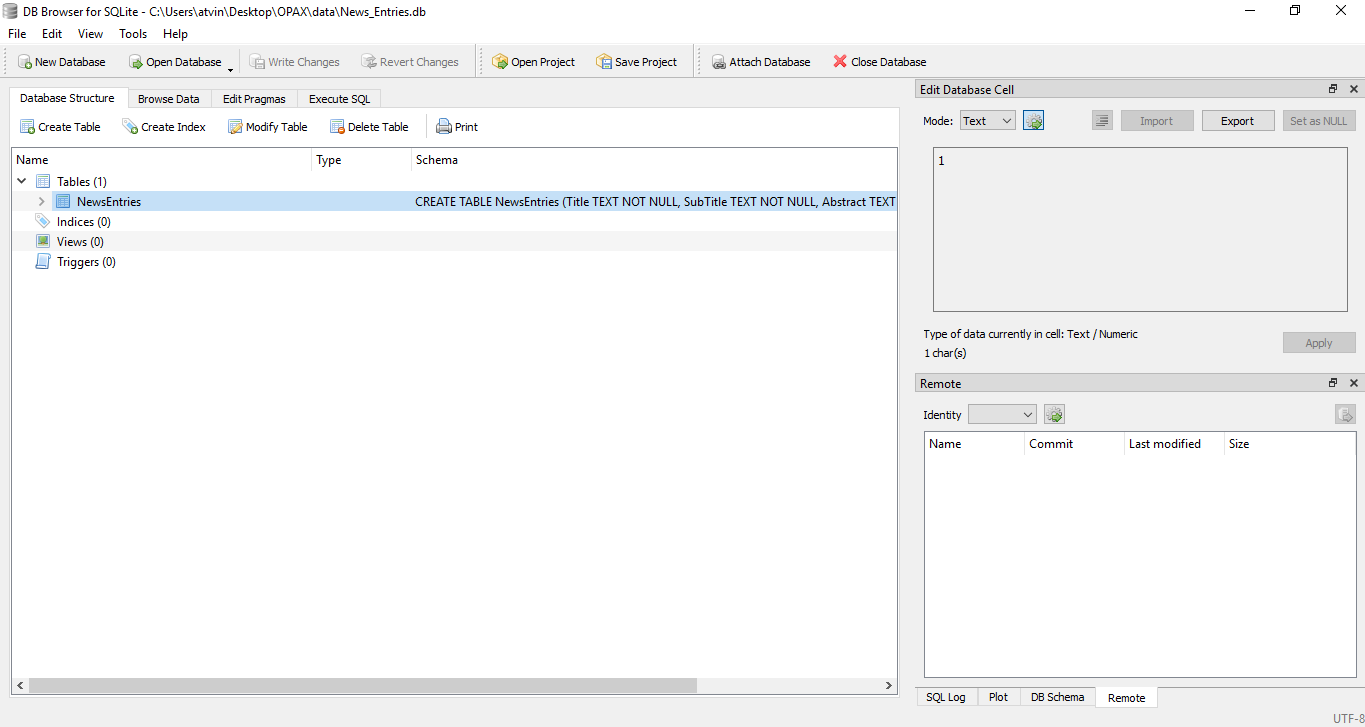 DB Browser for SQLite - C:\Users\atvin\Desktop\OPAX\data\News_Entries.db
File Edit View Tools Help
New Database Open Database Write Changes Revert Changes Open Project Save Project Attach Database Close Database
Database Structure Browse Data Edit Pragmas Execute SQL
Create Table Create Index Modify Table Delete Table Print
Name Type Schema
Tables (1)
NewsEntries CREATE TABLE NewsEntries (Title TEXT NOT NULL, SubTitle TEXT NOT NULL, Abstract TEXT
Indices (0)
Views (0)
Triggers (0)
Edit Database Cell
Mode: Text Import Export Set as NULL
1
Type of data currently in cell: Text / Numeric
1 char(s)
Apply
Remote
Identity
Name Commit Last modified Size
SQL Log Plot DB Schema Remote
UTF-8